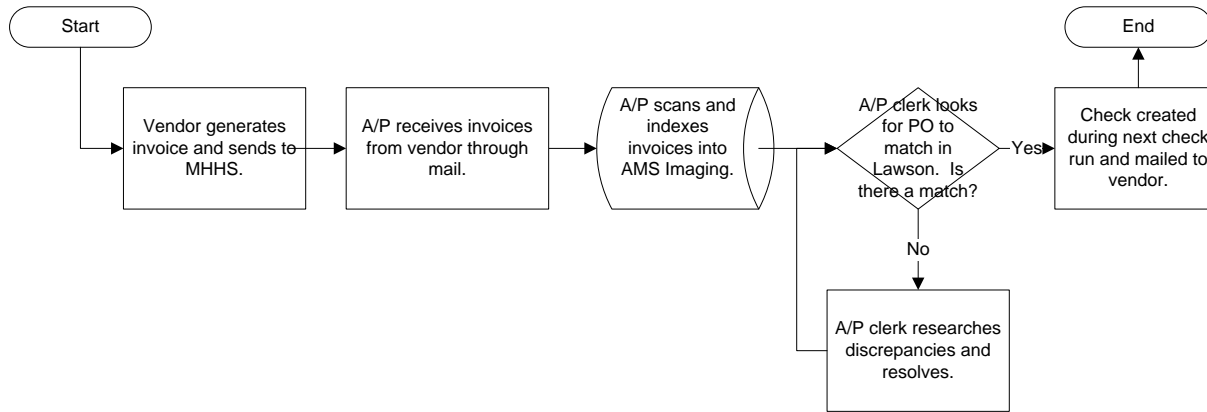 Start
End
Vendor generates
invoice and sends to
MHHS.
A/P receives invoices
from vendor through
mail.
A/P scans and
indexes
invoices into
AMS Imaging.
A/P clerk looks
for PO to
match in
Lawson.  Is
there a match?
Yes
Check created
during next check
run and mailed to
vendor.
No
A/P clerk researches
discrepancies and
resolves.